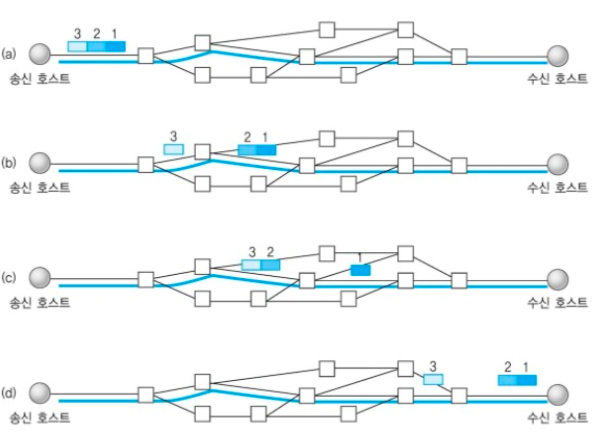 3 2 1
(a)
송신 호스트 수신 호스트
3 2 1
(b)
송신 호스트 수신 호스트
3 2 1
(c)
송신 호스트 수신 호스트
3 2 1
(d)
송신 호스트 수신 호스트